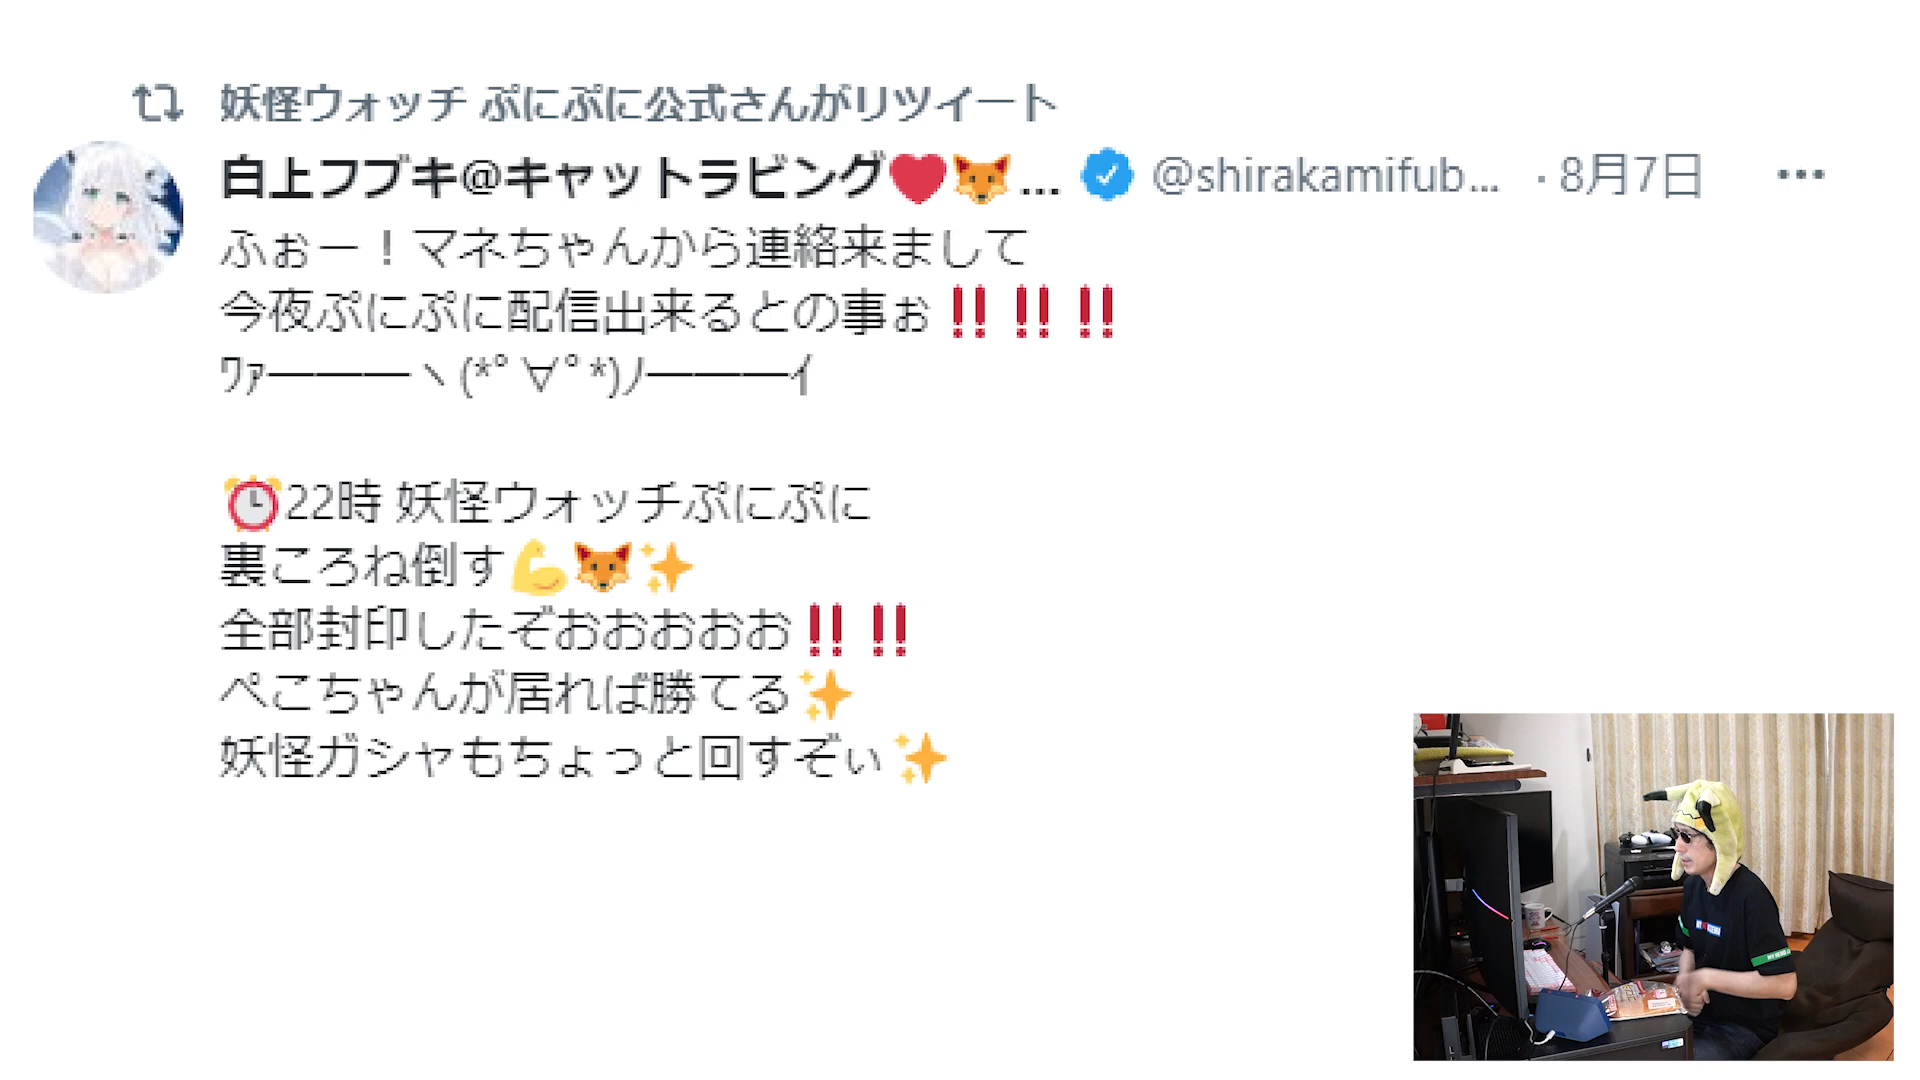 妖怪ウォッチ ぷにぷに公式さんがリツイート
白上フブキ@キャットラビング❤️🦊... @shirakamifub... · 8月7日 ···
ふぉー！マネちゃんから連絡来まして
今夜ぷにぷに配信出来るとの事ぉ‼️‼️‼️
ﾜｧ━━━ヽ(*ﾟ∀ﾟ*)ﾉ━━━ｲ
⏰22時 妖怪ウォッチぷにぷに
裏ころね倒す💪🦊✨
全部封印したぞおおおおお‼️‼️
ぺこちゃんが居れば勝てる✨
妖怪ガシャもちょっと回すぞぃ✨